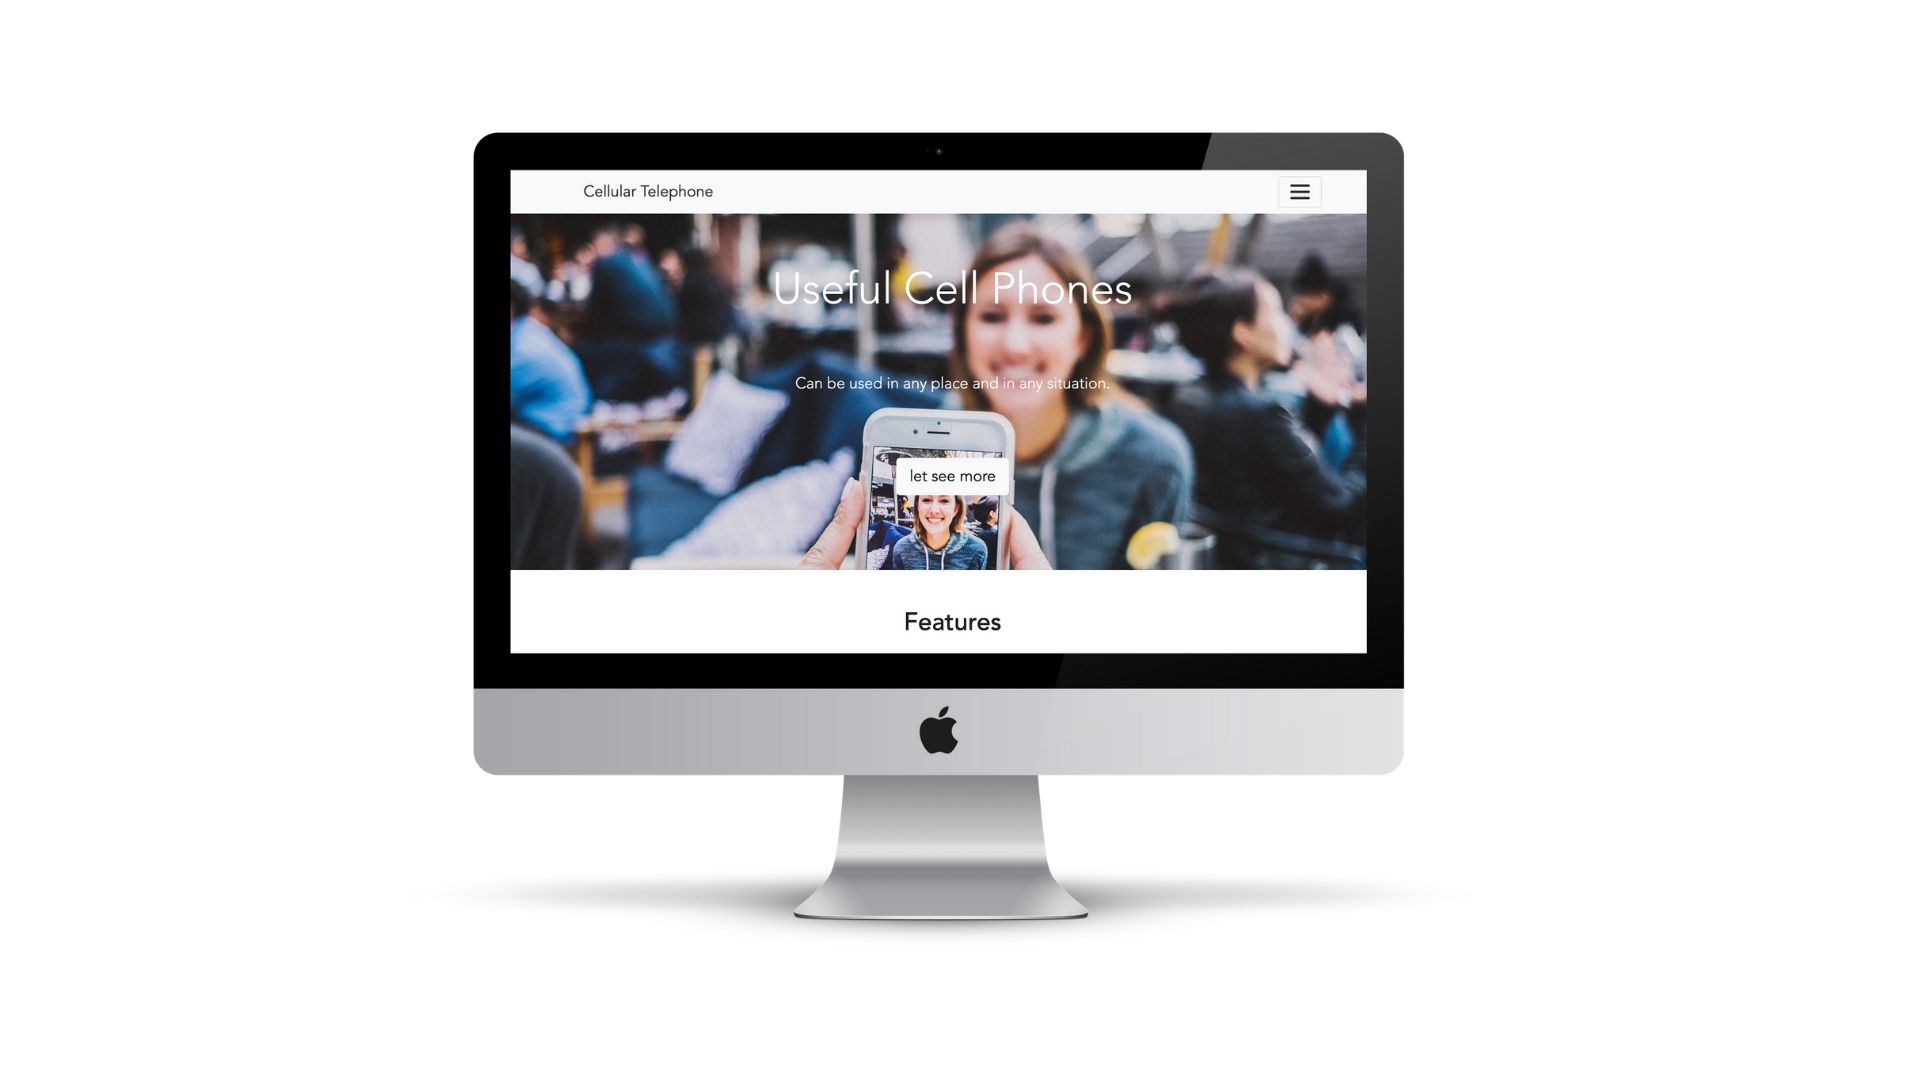 Cellular Telephone
Useful Cell Phones
Can be used in any place and in any situation.
let see more
Features